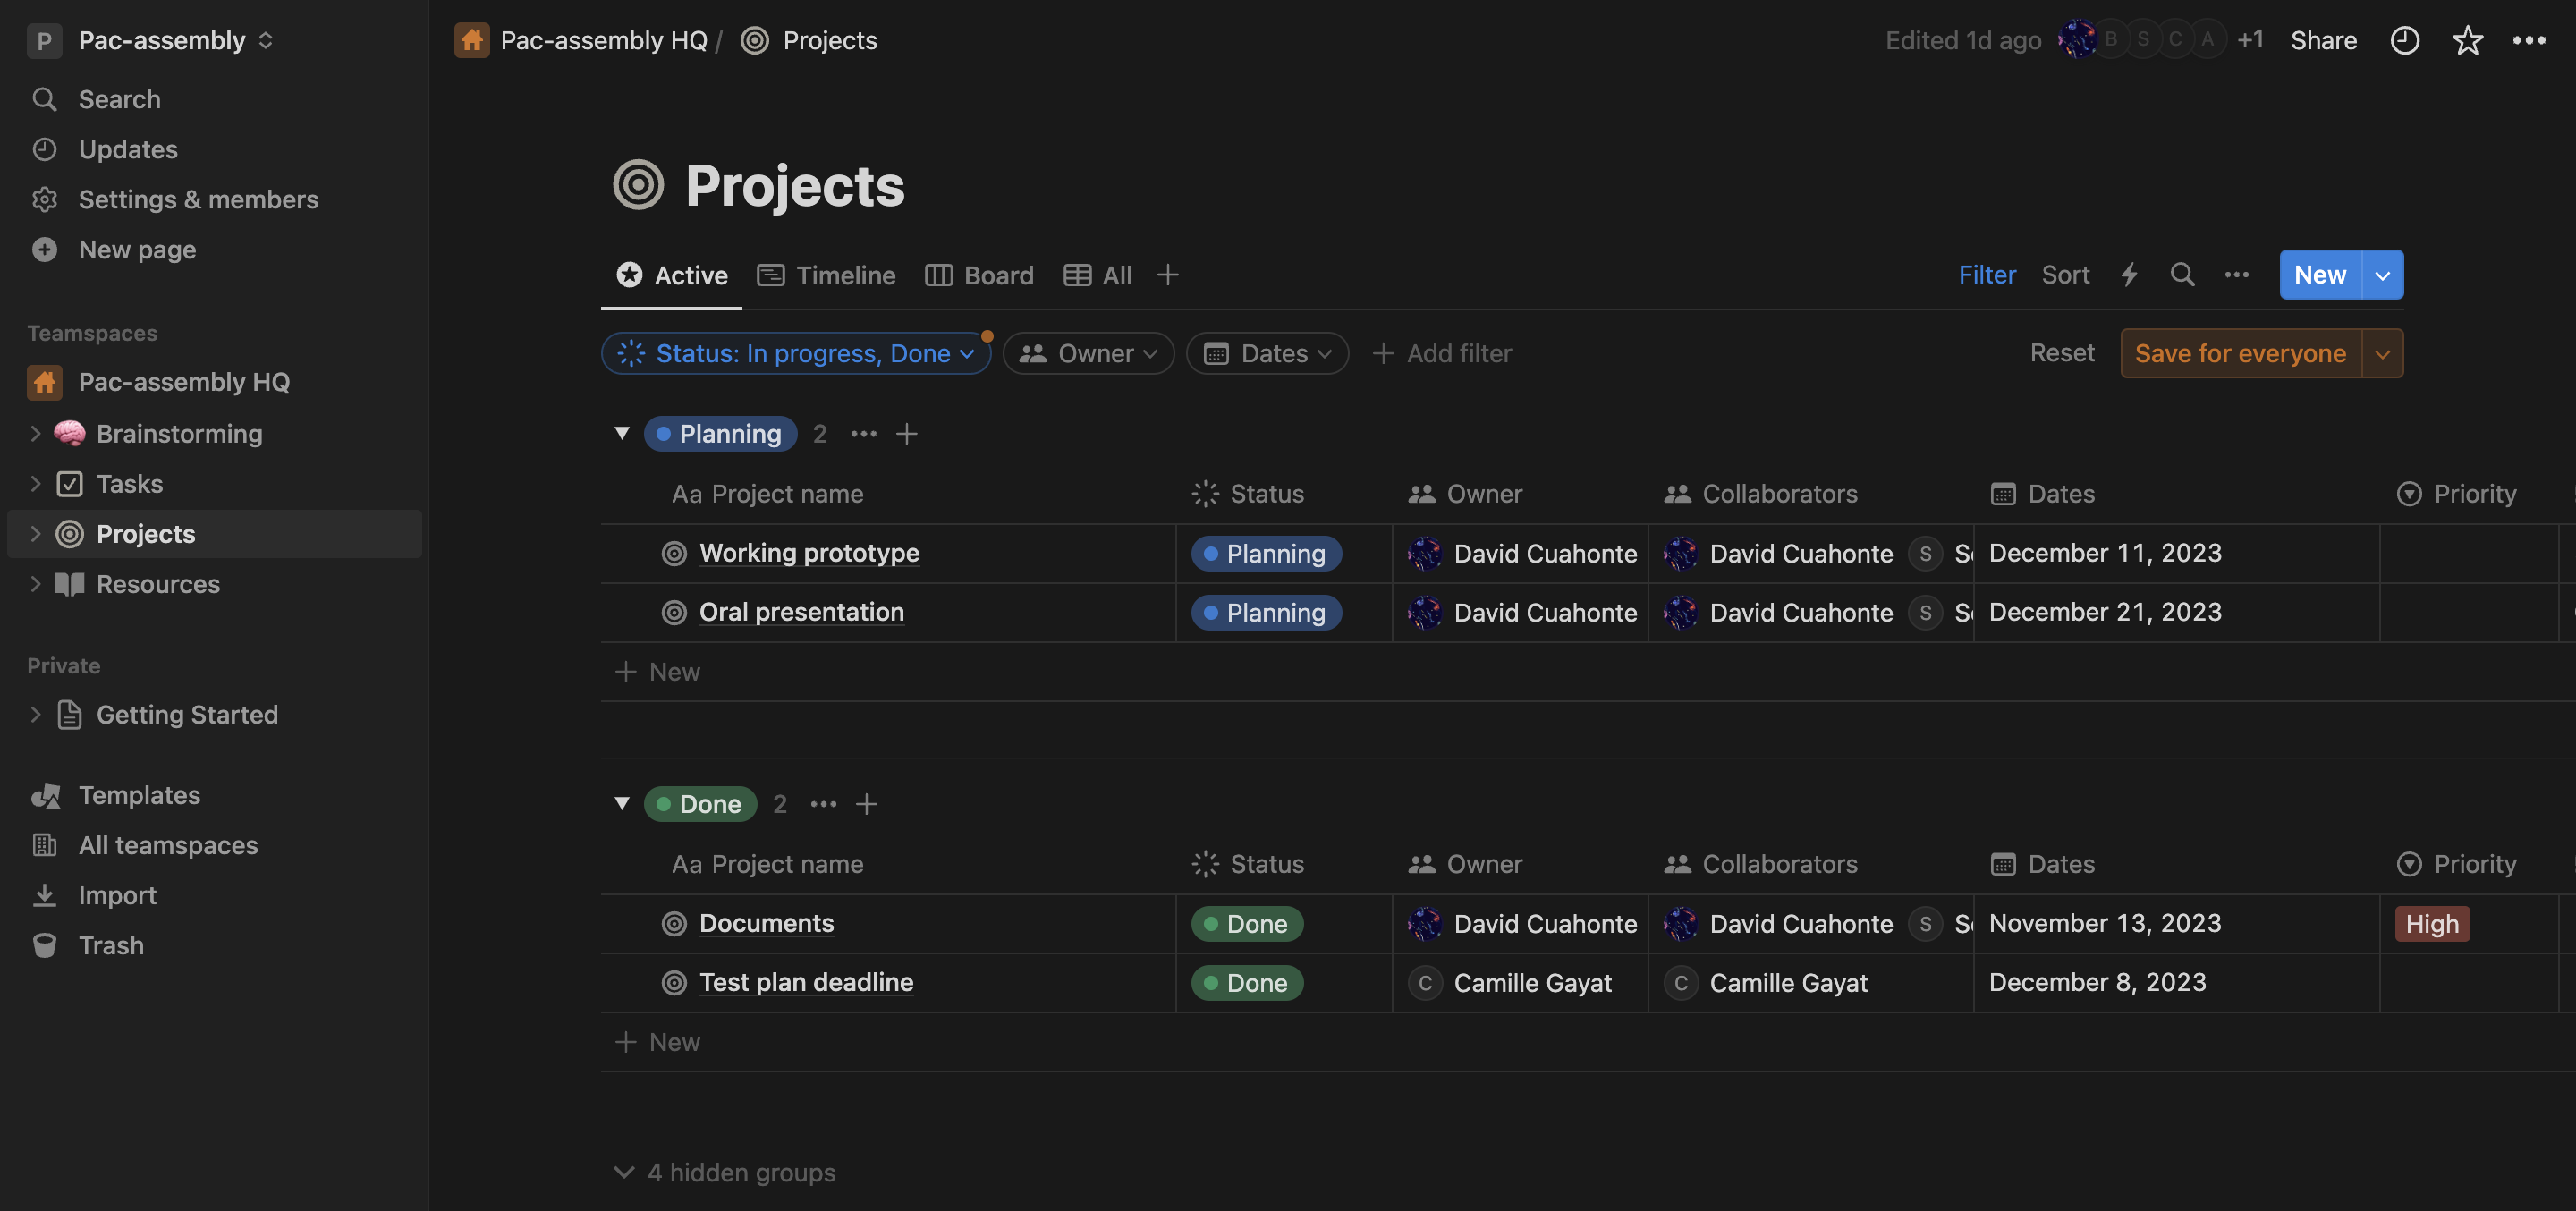 P Pac-assembly
Search
Updates
Settings & members
New page
Teamspaces
Pac-assembly HQ
Brainstorming
Tasks
Projects
Resources
Private
Getting Started
Templates
All teamspaces
Import
Trash
Pac-assembly HQ / Projects
Edited 1d ago B S C A +1 Share
Projects
Active Timeline Board All
Filter Sort New
Status: In progress, Done Owner Dates Add filter
Reset Save for everyone
Planning 2
Aa Project name Status Owner Collaborators Dates Priority
Working prototype Planning David Cuahonte David Cuahonte S December 11, 2023
Oral presentation Planning David Cuahonte David Cuahonte S December 21, 2023
New
Done 2
Aa Project name Status Owner Collaborators Dates Priority
Documents Done David Cuahonte David Cuahonte S November 13, 2023 High
Test plan deadline Done C Camille Gayat C Camille Gayat December 8, 2023
New
4 hidden groups